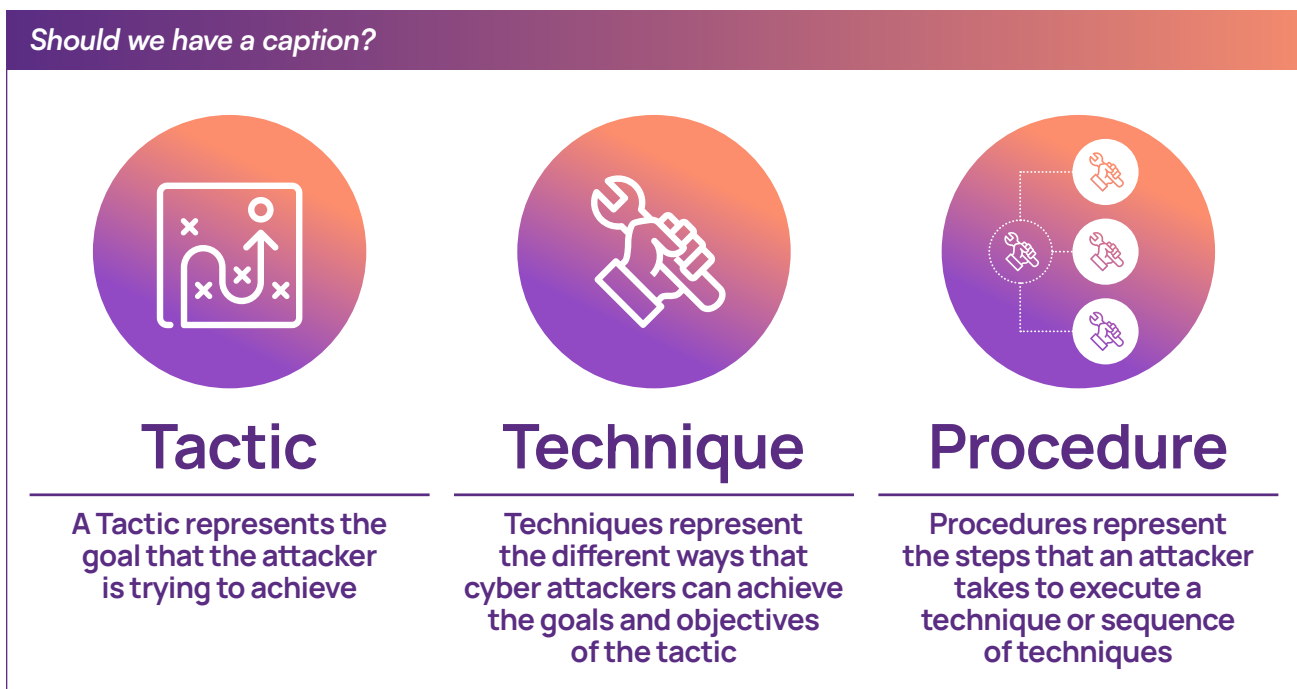 Should we have a caption?
Tactic
A Tactic represents the
goal that the attacker
is trying to achieve
Technique
Techniques represent
the different ways that
cyber attackers can achieve
the goals and objectives
of the tactic
Procedure
Procedures represent
the steps that an attacker
takes to execute a
technique or sequence
of techniques